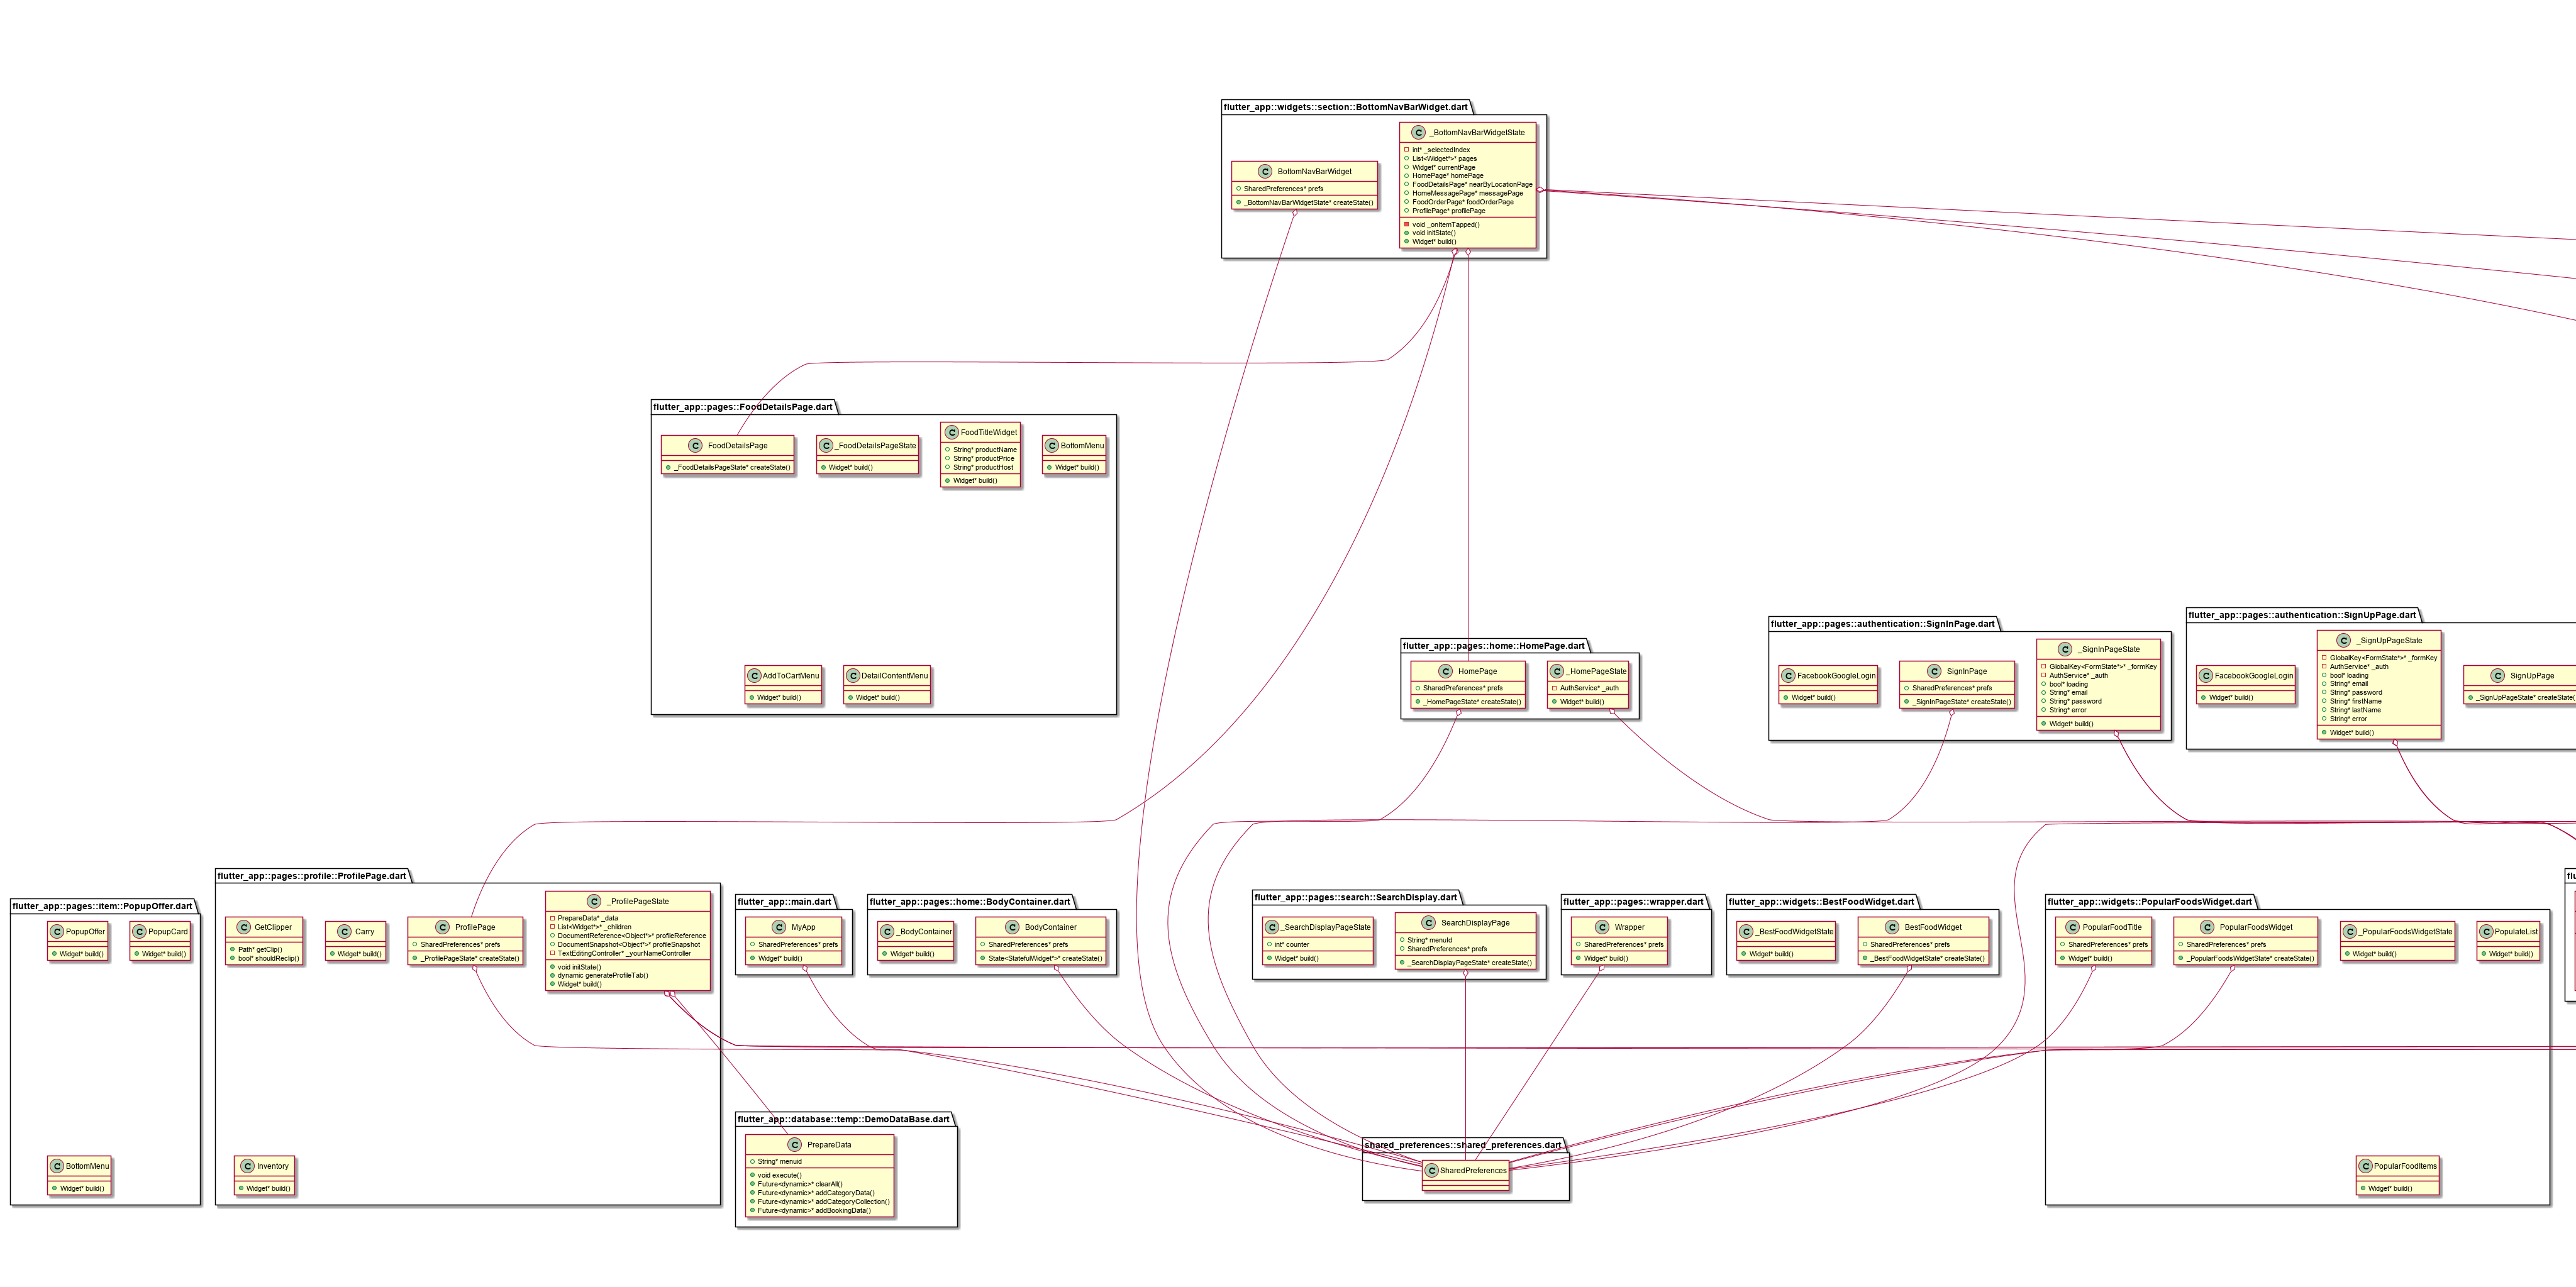 flutter_app::widgets::section::BottomNavBarWidget.dart
BottomNavBarWidget
SharedPreferences* prefs
_BottomNavBarWidgetState* createState()
_BottomNavBarWidgetState
int* _selectedIndex
List<Widget*>* pages
Widget* currentPage
HomePage* homePage
FoodDetailsPage* nearByLocationPage
HomeMessagePage* messagePage
FoodOrderPage* foodOrderPage
ProfilePage* profilePage
void _onItemTapped()
void initState()
Widget* build()
flutter_app::pages::FoodDetailsPage.dart
FoodDetailsPage
_FoodDetailsPageState* createState()
_FoodDetailsPageState
Widget* build()
FoodTitleWidget
String* productName
String* productPrice
String* productHost
Widget* build()
BottomMenu
Widget* build()
AddToCartMenu
Widget* build()
DetailContentMenu
Widget* build()
flutter_app::pages::home::HomePage.dart
HomePage
SharedPreferences* prefs
_HomePageState* createState()
_HomePageState
AuthService* _auth
Widget* build()
flutter_app::pages::authentication::SignInPage.dart
FacebookGoogleLogin
Widget* build()
SignInPage
SharedPreferences* prefs
_SignInPageState* createState()
_SignInPageState
GlobalKey<FormState*>* _formKey
AuthService* _auth
bool* loading
String* email
String* password
String* error
Widget* build()
flutter_app::pages::authentication::SignUpPage.dart
FacebookGoogleLogin
Widget* build()
_SignUpPageState
GlobalKey<FormState*>* _formKey
AuthService* _auth
bool* loading
String* email
String* password
String* firstName
String* lastName
String* error
Widget* build()
SignUpPage
_SignUpPageState* createState(
flutter_app::pages::item::PopupOffer.dart
PopupOffer
Widget* build()
PopupCard
Widget* build()
BottomMenu
Widget* build()
flutter_app::pages::profile::ProfilePage.dart
GetClipper
Path* getClip()
bool* shouldReclip()
Carry
Widget* build()
ProfilePage
SharedPreferences* prefs
_ProfilePageState* createState()
_ProfilePageState
PrepareData* _data
List<Widget*>* _children
DocumentReference<Object*>* profileReference
DocumentSnapshot<Object*>* profileSnapshot
TextEditingController* _yourNameController
void initState()
dynamic generateProfileTab()
Widget* build()
Inventory
Widget* build()
flutter_app::main.dart
MyApp
SharedPreferences* prefs
Widget* build()
flutter_app::pages::home::BodyContainer.dart
_BodyContainer
Widget* build()
BodyContainer
SharedPreferences* prefs
State<StatefulWidget*>* createState()
flutter_app::pages::search::SearchDisplay.dart
_SearchDisplayPageState
int* counter
Widget* build()
SearchDisplayPage
String* menuId
SharedPreferences* prefs
_SearchDisplayPageState* createState()
flutter_app::pages::wrapper.dart
Wrapper
SharedPreferences* prefs
Widget* build()
flutter_app::widgets::BestFoodWidget.dart
_BestFoodWidgetState
Widget* build()
BestFoodWidget
SharedPreferences* prefs
_BestFoodWidgetState* createState()
flutter_app::widgets::PopularFoodsWidget.dart
PopularFoodTitle
SharedPreferences* prefs
Widget* build()
PopularFoodsWidget
SharedPreferences* prefs
_PopularFoodsWidgetState* createState()
_PopularFoodsWidgetState
Widget* build()
PopulateList
Widget* build()
PopularFoodItems
Widget* build()
flutter_app::database::temp::DemoDataBase.dart
PrepareData
String* menuid
void execute()
Future<dynamic>* clearAll()
Future<dynamic>* addCategoryData()
Future<dynamic>* addCategoryCollection()
Future<dynamic>* addBookingData()
shared_preferences::shared_preferences.dart
SharedPreferences